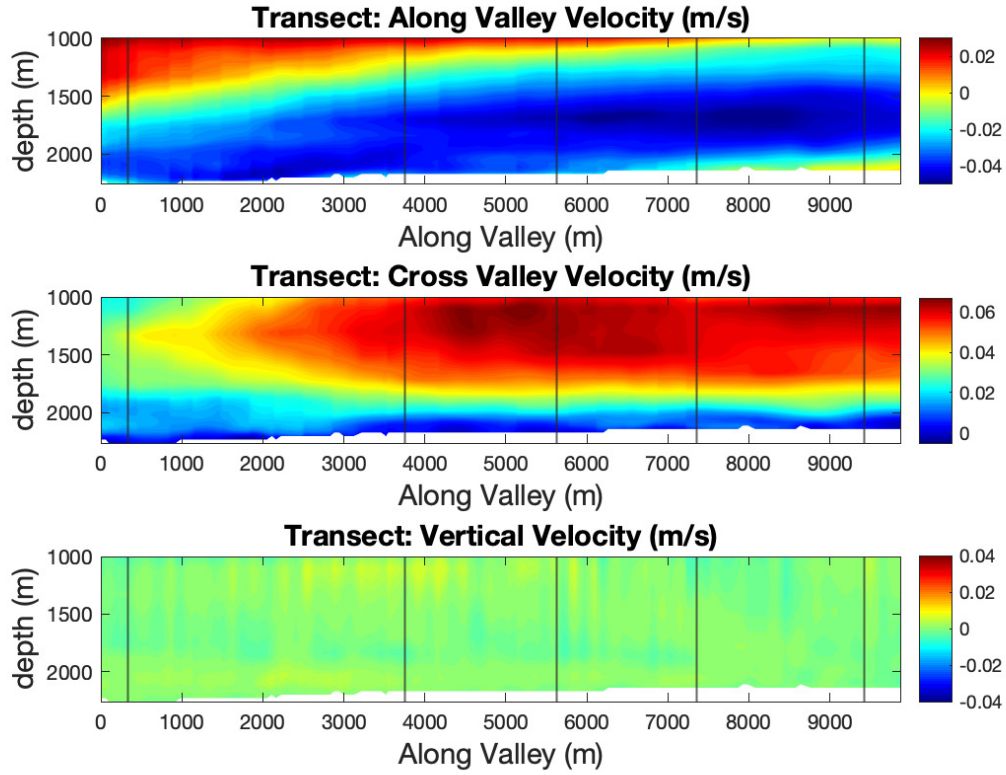 Transect: Along Valley Velocity (m/s)
1000
1500
2000
depth (m)
0 1000 2000 3000 4000 5000 6000 7000 8000 9000
Along Valley (m)
0.02
0
-0.02
-0.04
Transect: Cross Valley Velocity (m/s)
1000
1500
2000
depth (m)
0 1000 2000 3000 4000 5000 6000 7000 8000 9000
Along Valley (m)
0.06
0.04
0.02
0
Transect: Vertical Velocity (m/s)
1000
1500
2000
depth (m)
0 1000 2000 3000 4000 5000 6000 7000 8000 9000
Along Valley (m)
0.04
0.02
0
-0.02
-0.04